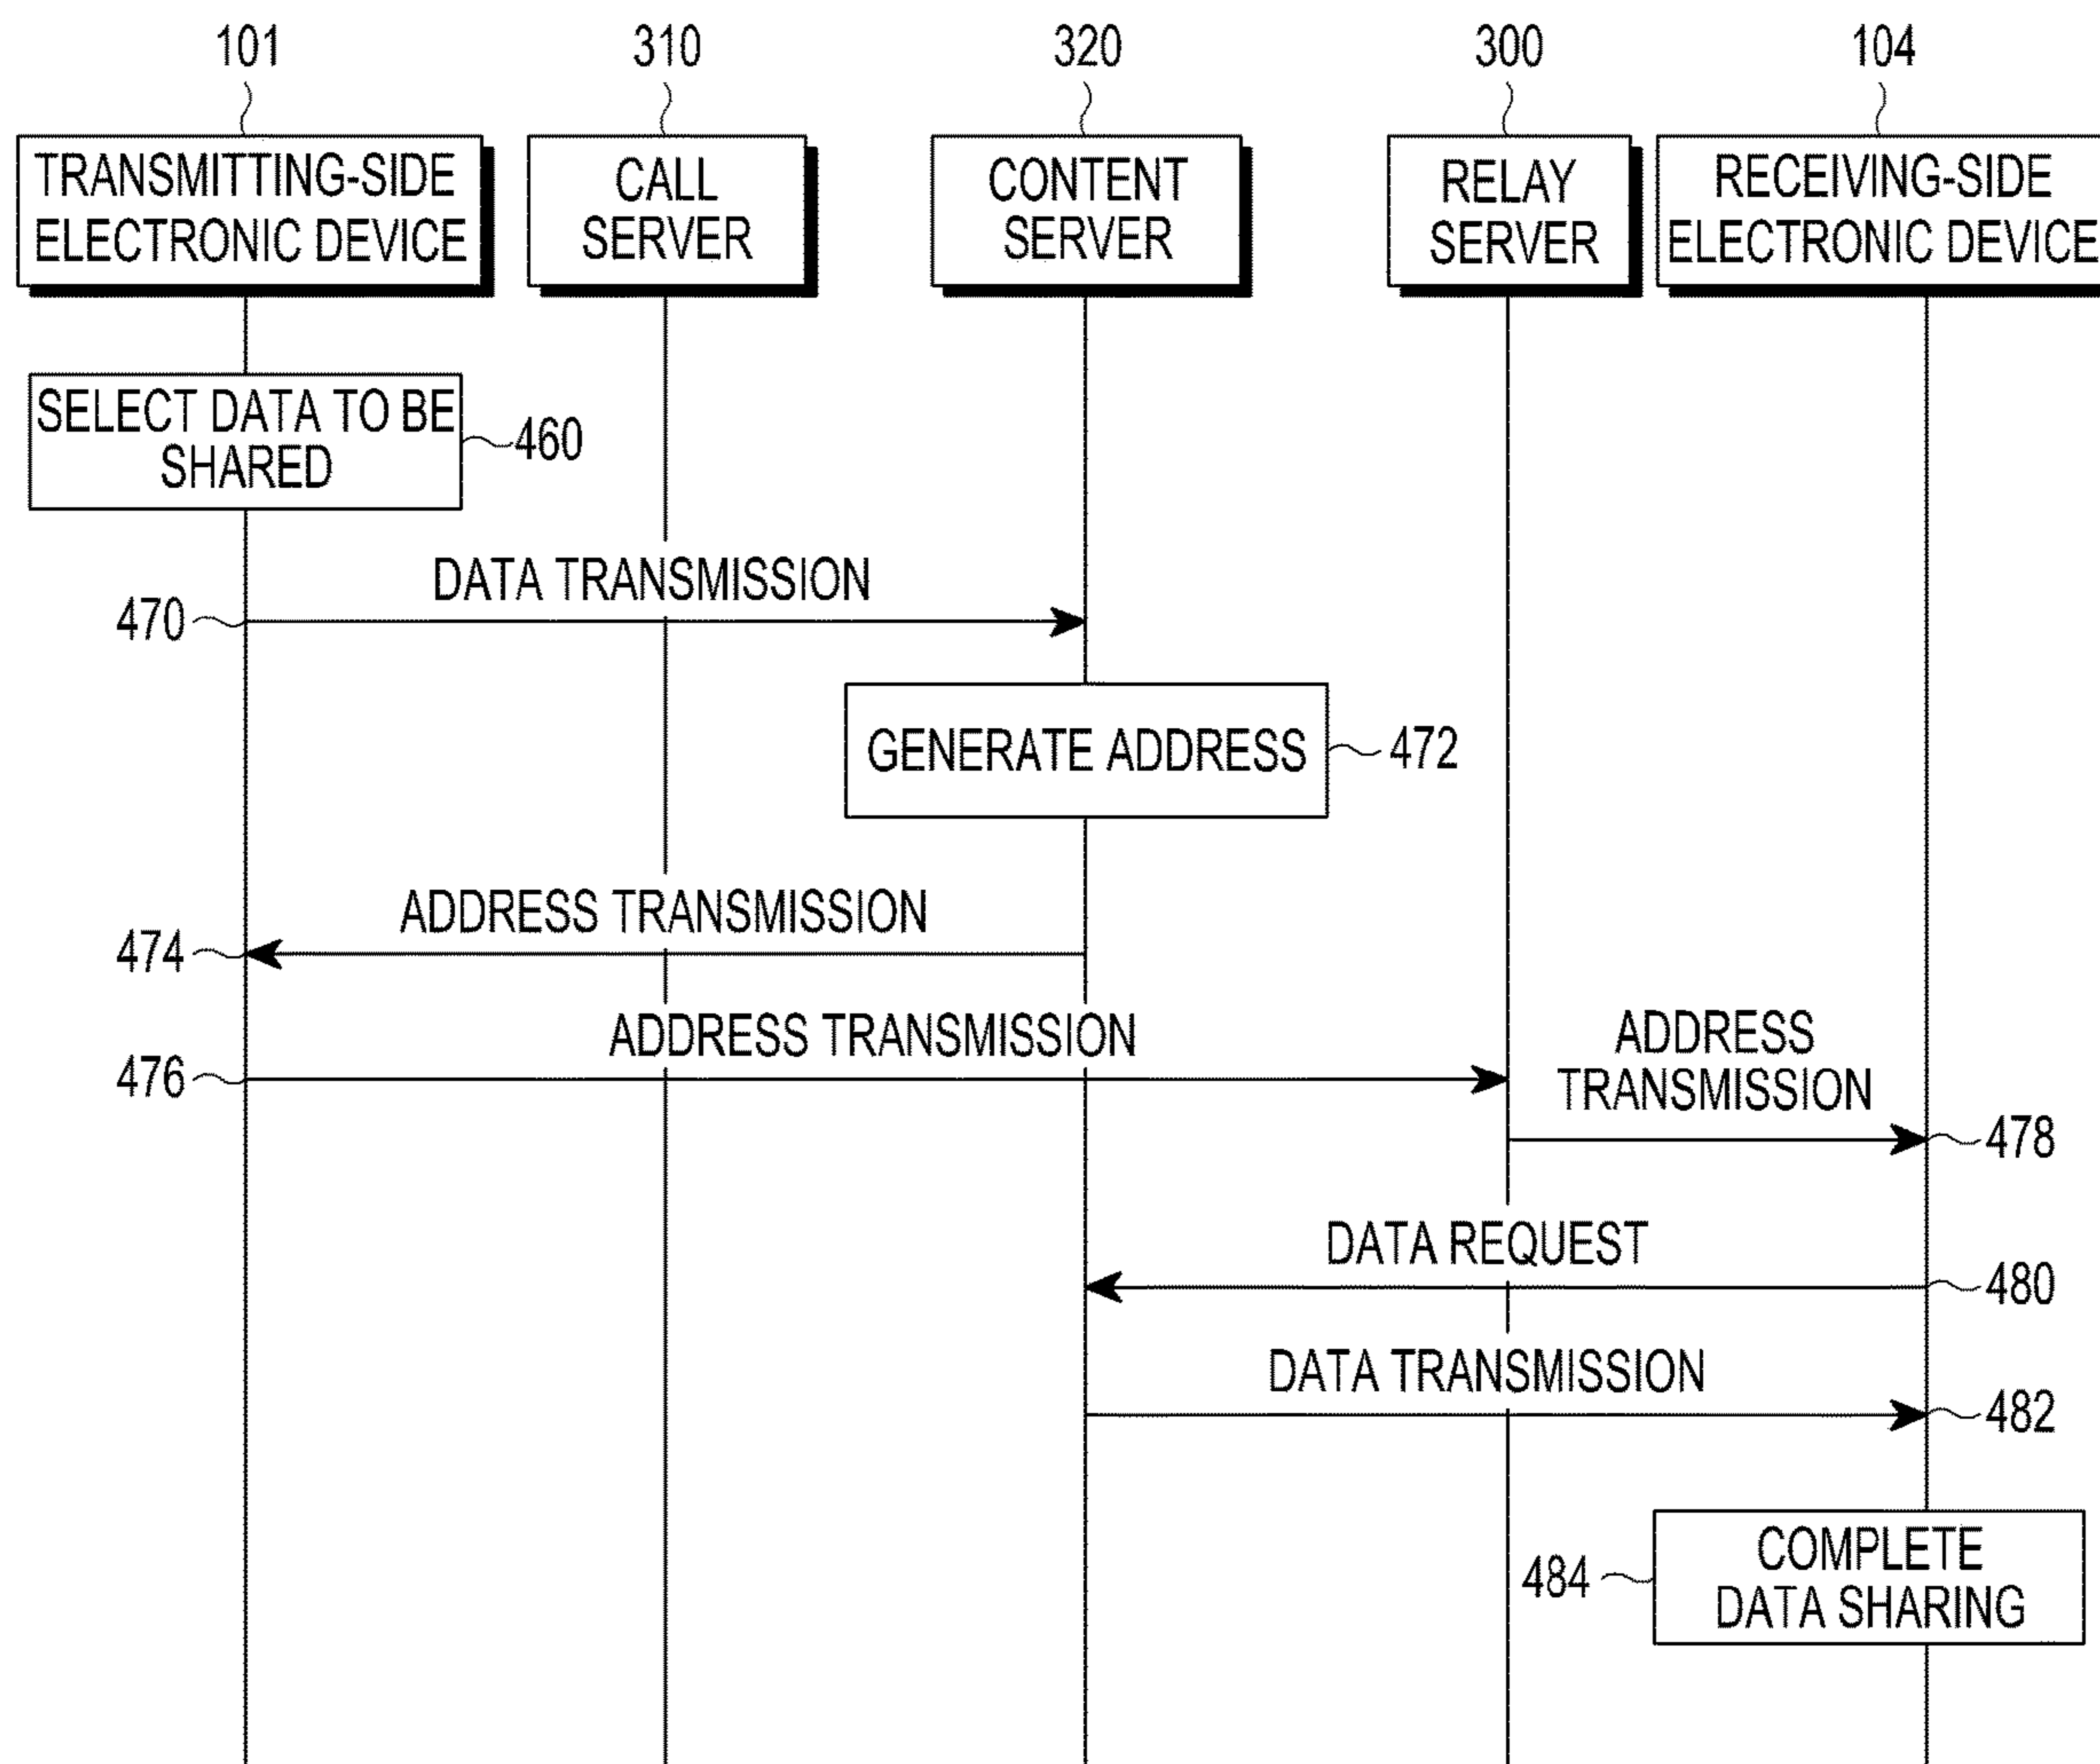 101
310
320
300
104
TRANSMITTING-SIDE
ELECTRONIC DEVICE
CALL
SERVER
CONTENT
SERVER
RELAY
SERVER
RECEIVING-SIDE
ELECTRONIC DEVICE
SELECT DATA TO BE
SHARED
460
DATA TRANSMISSION
470
GENERATE ADDRESS
472
ADDRESS TRANSMISSION
474
ADDRESS TRANSMISSION
476
ADDRESS
TRANSMISSION
478
DATA REQUEST
480
DATA TRANSMISSION
482
COMPLETE
DATA SHARING
484